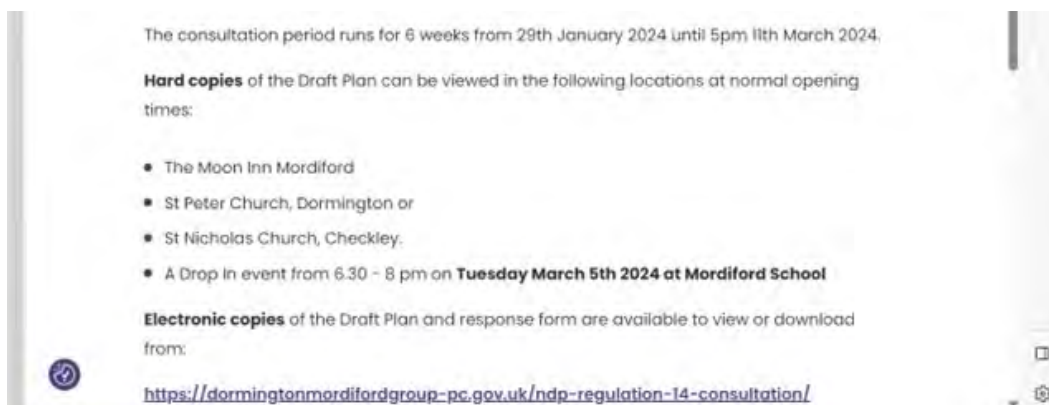 The consultation period runs for 6 weeks from 29th January 2024 until 5pm 11th March 2024.
Hard copies of the Draft Plan can be viewed in the following locations at normal opening
times:
• The Moon Inn Mordiford
• St Peter Church, Dormington or
• St Nicholas Church, Checkley.
• A Drop In event from 6.30 - 8 pm on Tuesday March 5th 2024 at Mordiford School
Electronic copies of the Draft Plan and response form are available to view or download
from:
https://dormingtonmordifordgroup-pc.gov.uk/ndp-regulation-14-consultation/